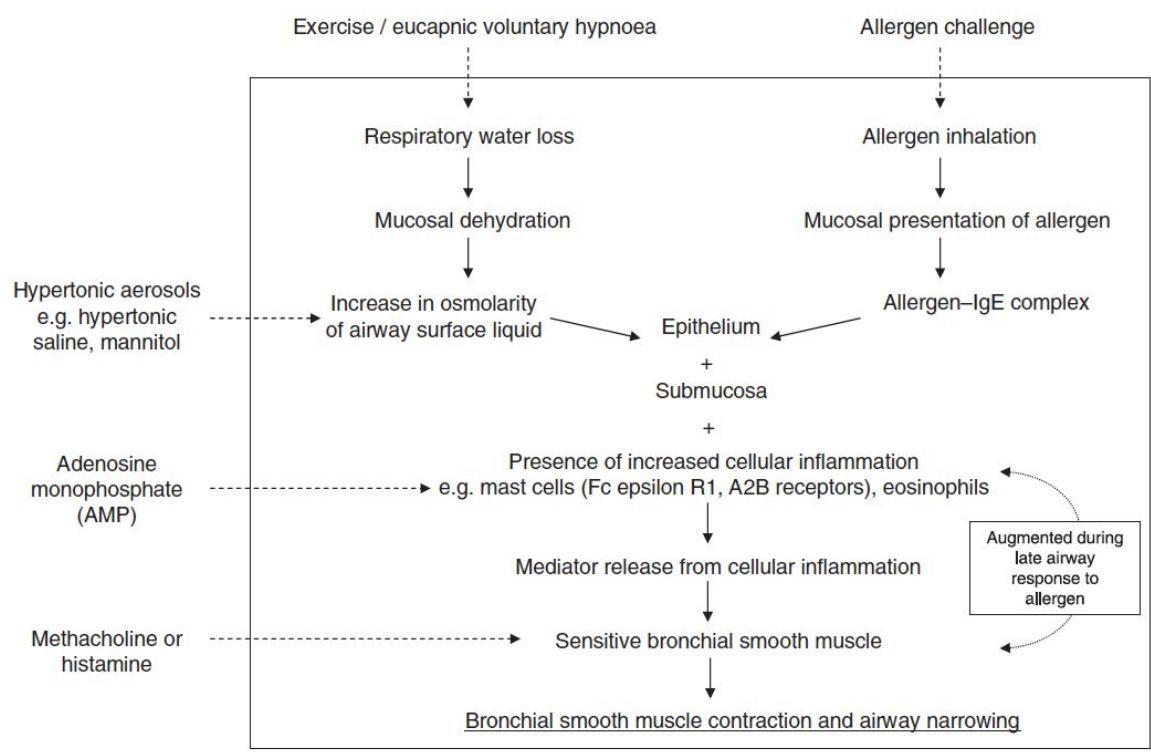 Exercise / eucapnic voluntary hypnoea
Allergen challenge
Respiratory water loss
Allergen inhalation
Mucosal dehydration
Mucosal presentation of allergen
Hypertonic aerosols
e.g. hypertonic
saline, mannitol
Increase in osmolarity
of airway surface liquid
Allergen–IgE complex
Epithelium
+
Submucosa
+
Adenosine
monophosphate
(AMP)
Presence of increased cellular inflammation
e.g. mast cells (Fc epsilon R1, A2B receptors), eosinophils
Augmented during
late airway
response to
allergen
Mediator release from cellular inflammation
Methacholine or
histamine
Sensitive bronchial smooth muscle
Bronchial smooth muscle contraction and airway narrowing